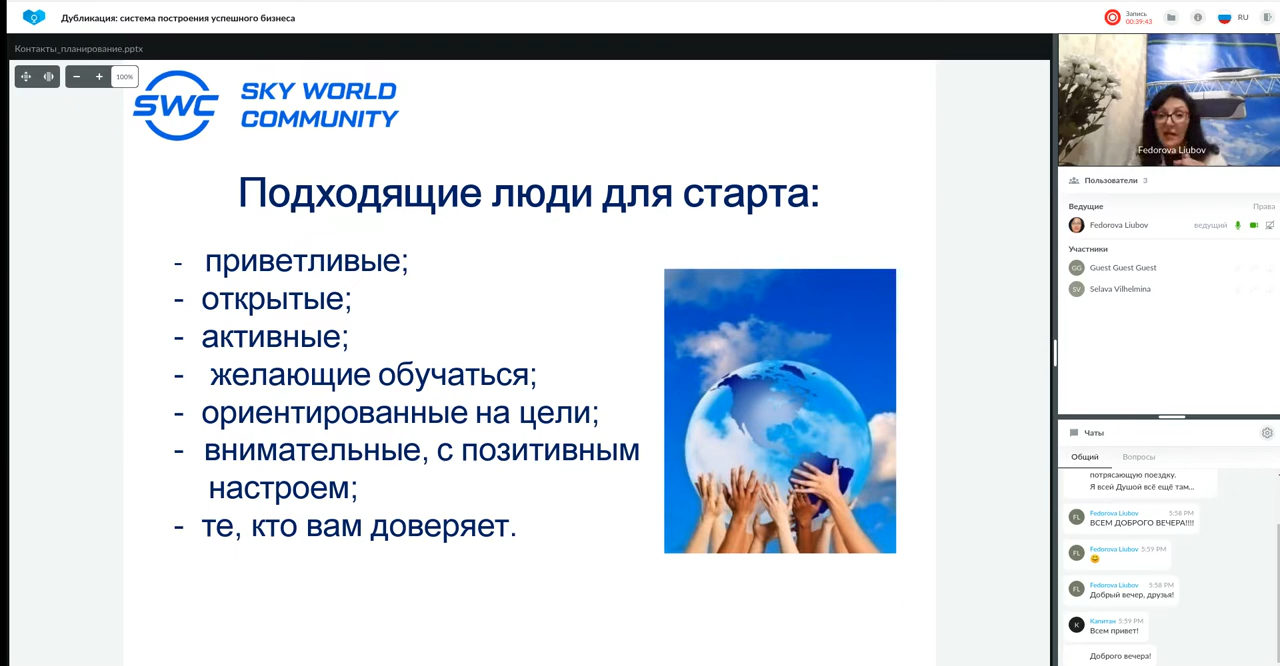 Дубликация: система построения успешного бизнеса
Запись
00:39:43
RU
Контакты_планирование.pptx
100%
SWC
SKY WORLD
COMMUNITY
Подходящие люди для старта:
- приветливые;
- открытые;
- активные;
- желающие обучаться;
- ориентированные на цели;
- внимательные, с позитивным
настроем;
- те, кто вам доверяет.
Fedorova Liubov
Пользователи 3
Ведущие Права
Fedorova Liubov ведущий
Участники
GG Guest Guest Guest
SV Selava Vilhelmina
Чаты
Общий Вопросы
потрясающую поездку.
Я всей Душой всё ещё там...
FL Fedorova Liubov 5:58 PM
ВСЕМ ДОБРОГО ВЕЧЕРА!!!!
FL Fedorova Liubov 5:59 PM
FL Fedorova Liubov 5:58 PM
Добрый вечер, друзья!
К Капитан 5:59 PM
Всем привет!
Доброго вечера!